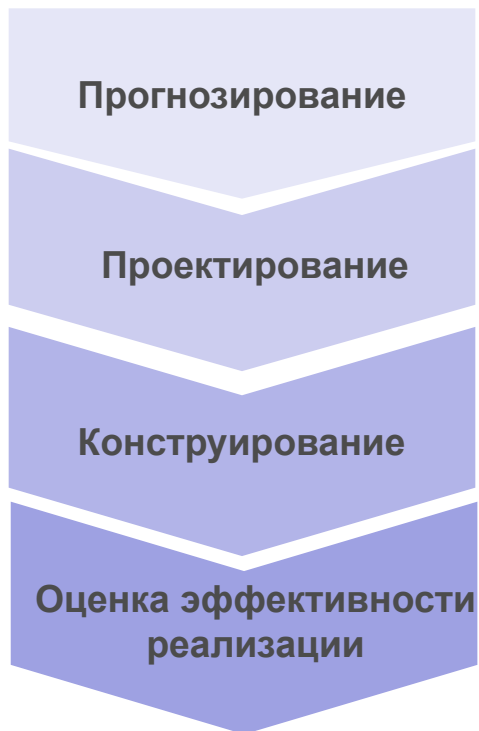 Прогнозирование
Проектирование
Конструирование
Оценка эффективности
реализации